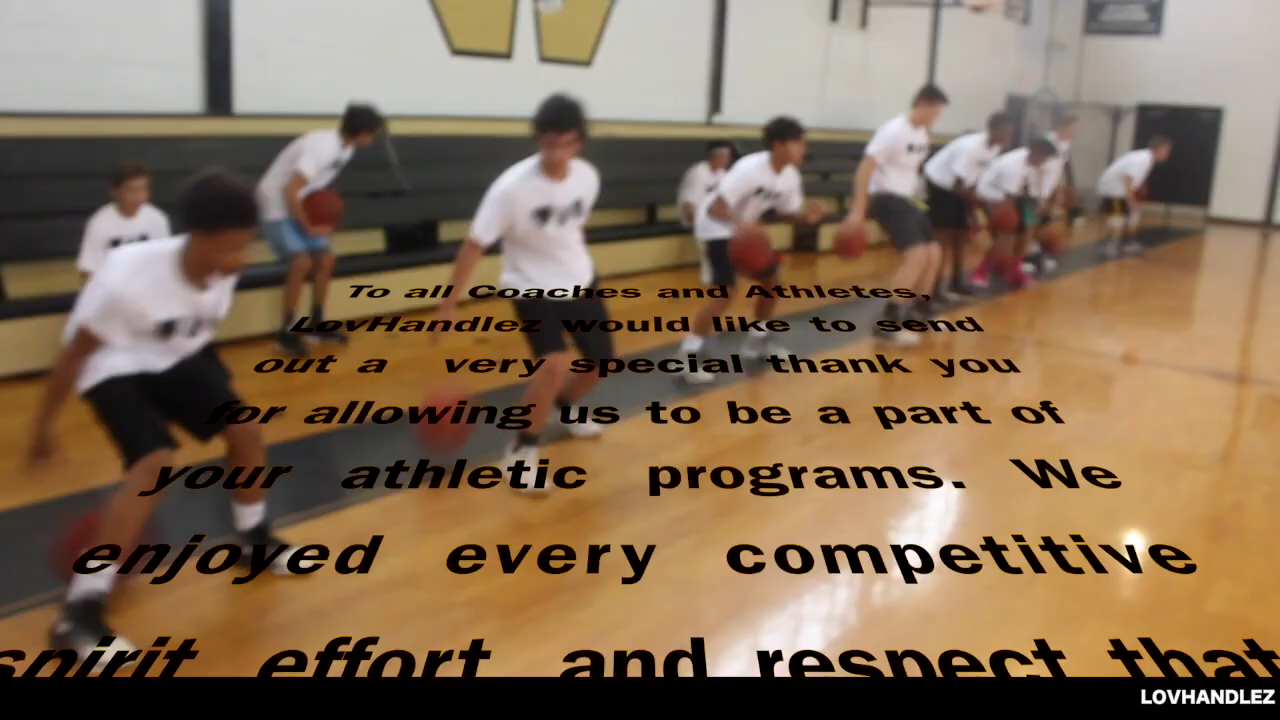 To all Coaches and Athletes,
LovHandlez would like to send
out a very special thank you
for allowing us to be a part of
your athletic programs. We
enjoyed every competitive
spirit effort and respect that
LOVHANDLEZ